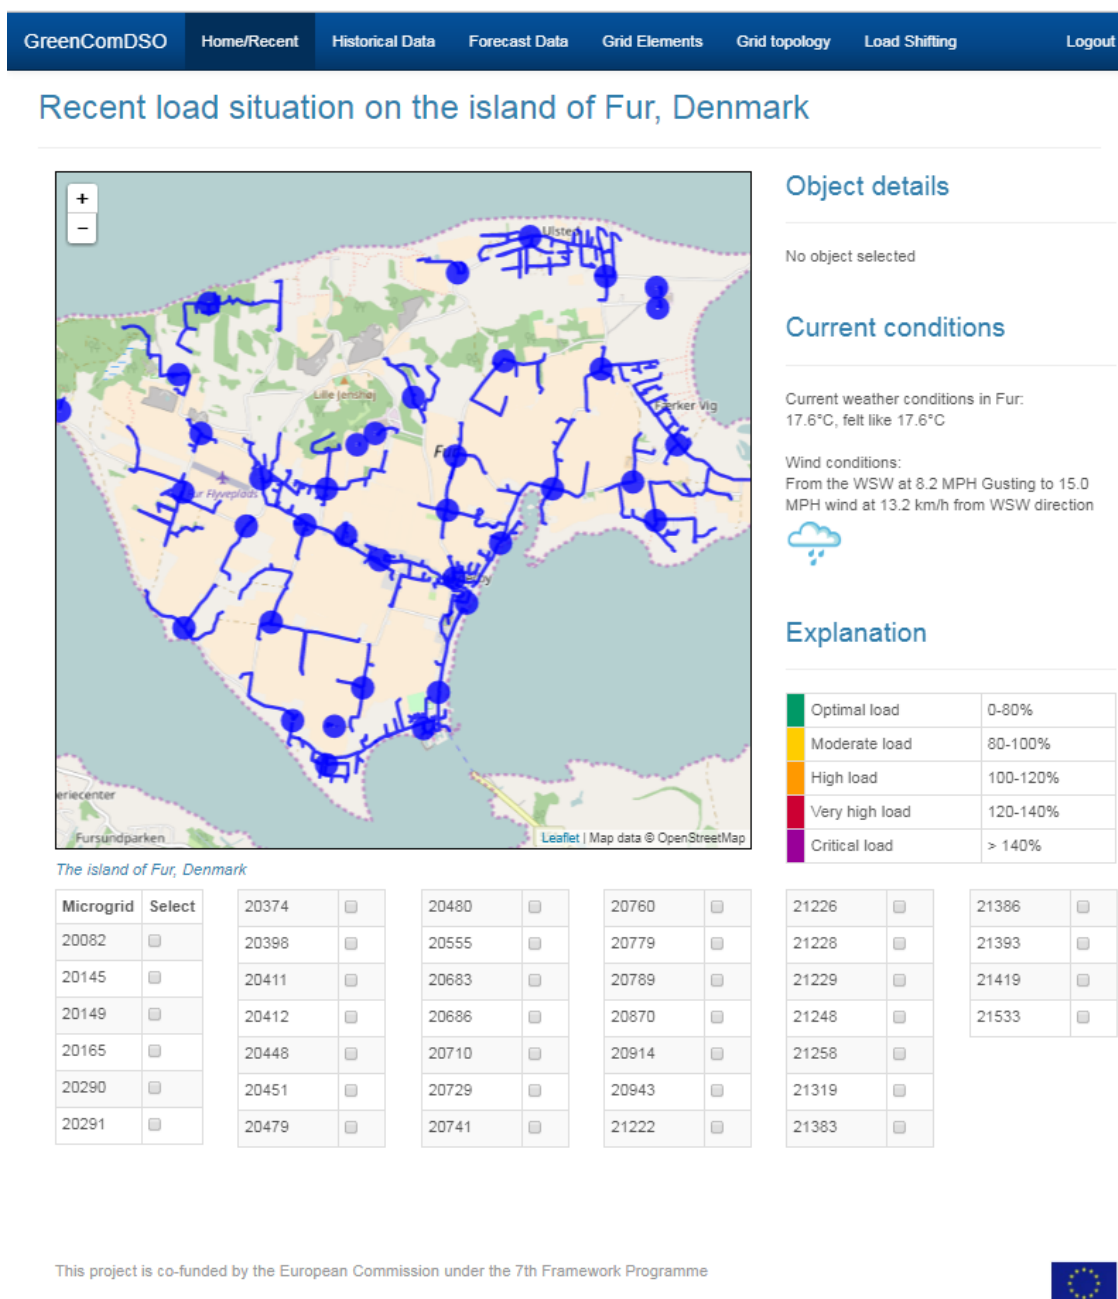 GreenComDSO Home/Recent Historical Data Forecast Data Grid Elements Grid topology Load Shifting Logout
Recent load situation on the island of Fur, Denmark
+
−
Ulsted
Lille Jenshøj
Færker Vig
Fursundparken
Leaflet | Map data © OpenStreetMap
The island of Fur, Denmark
Object details
No object selected
Current conditions
Current weather conditions in Fur:
17.6°C, felt like 17.6°C
Wind conditions:
From the WSW at 8.2 MPH Gusting to 15.0
MPH wind at 13.2 km/h from WSW direction
Explanation
Optimal load 0-80%
Moderate load 80-100%
High load 100-120%
Very high load 120-140%
Critical load > 140%
Microgrid Select
20082
20145
20149
20165
20290
20291
20374
20398
20411
20412
20448
20451
20479
20480
20555
20683
20686
20710
20729
20741
20760
20779
20789
20870
20914
20943
21222
21226
21228
21229
21248
21258
21319
21383
21386
21393
21419
21533
This project is co-funded by the European Commission under the 7th Framework Programme